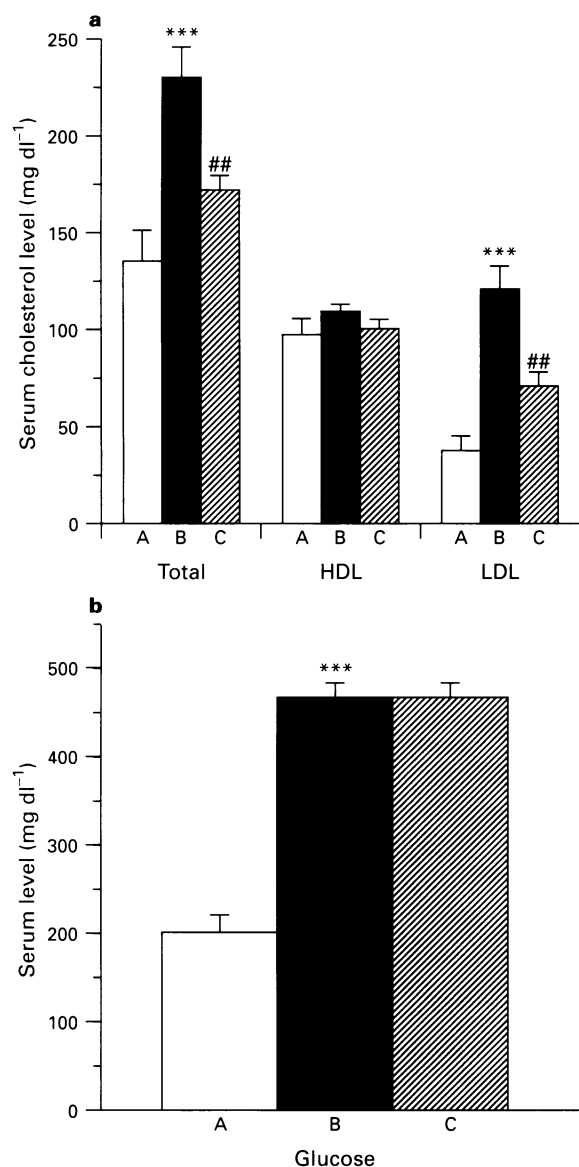 a
250
200
150
100
50
0
Serum cholesterol level (mg dl⁻¹)
***
##
***
##
A B C A B C A B C
Total HDL LDL
b
500
400
300
200
100
0
Serum level (mg dl⁻¹)
***
A B C
Glucose